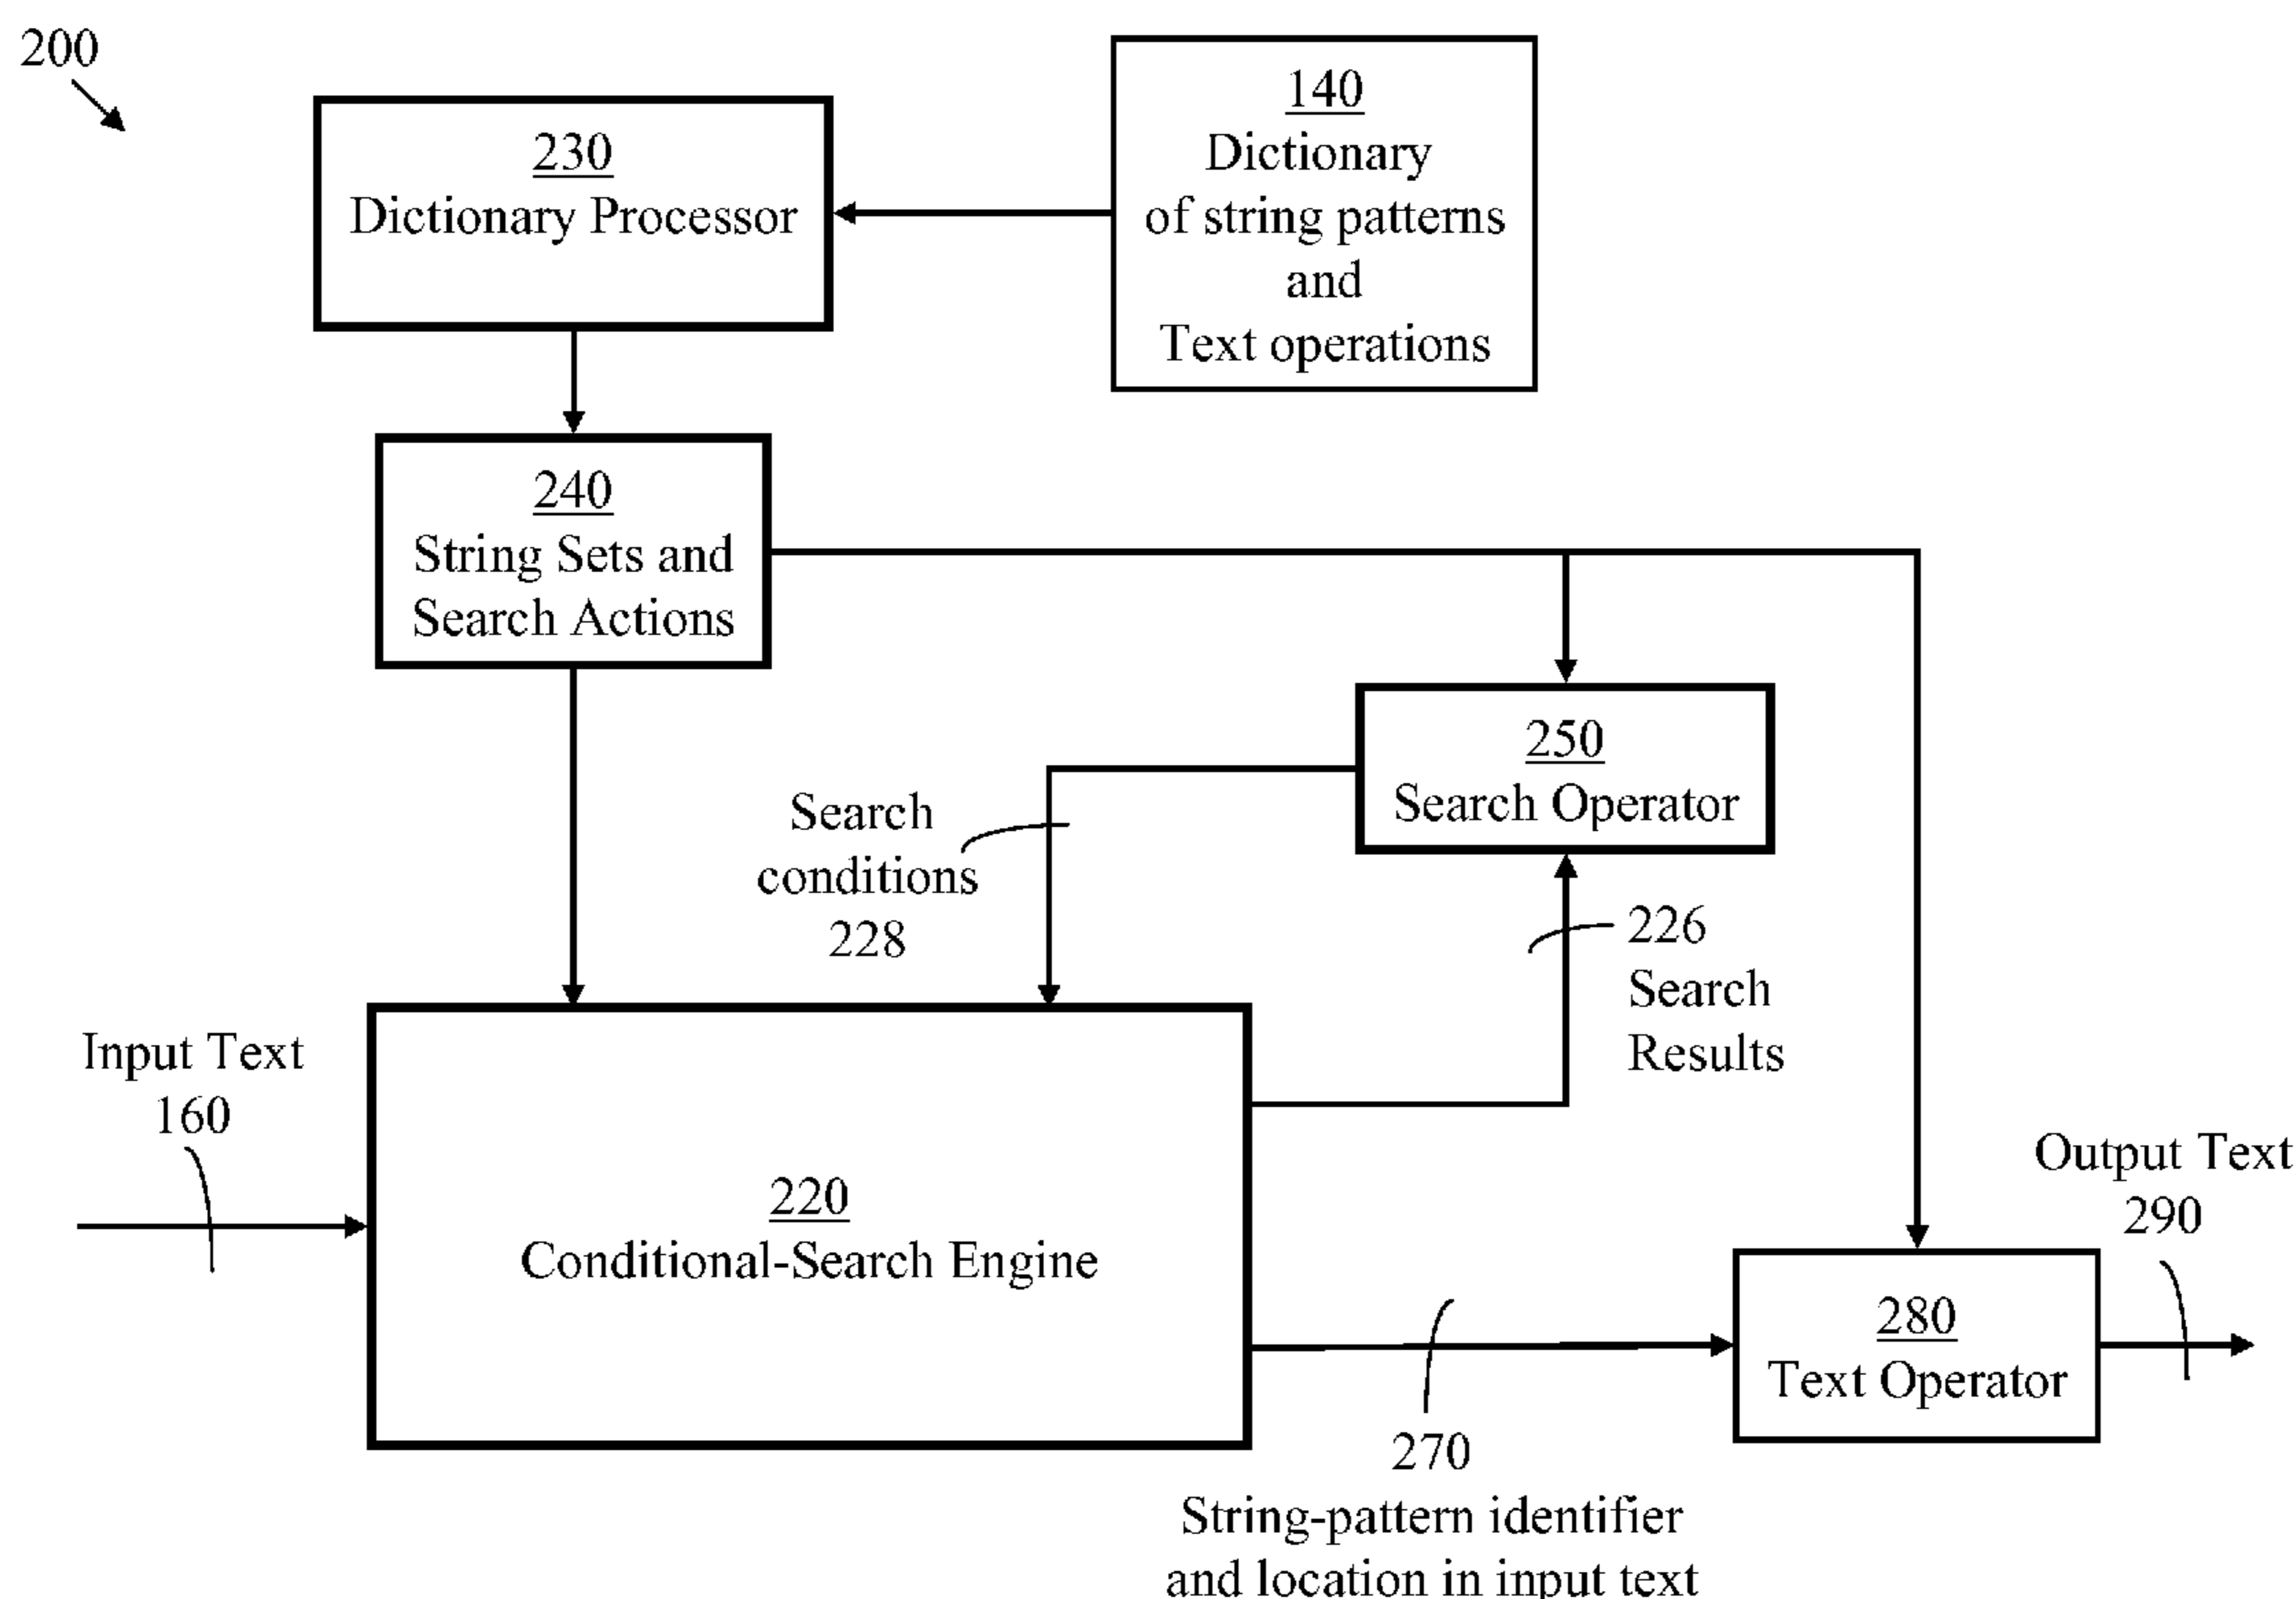 200
140
Dictionary
of string patterns
and
Text operations
230
Dictionary Processor
240
String Sets and
Search Actions
250
Search Operator
Search
conditions
228
226
Search
Results
Input Text
160
220
Conditional-Search Engine
Output Text
290
280
Text Operator
270
String-pattern identifier
and location in input text